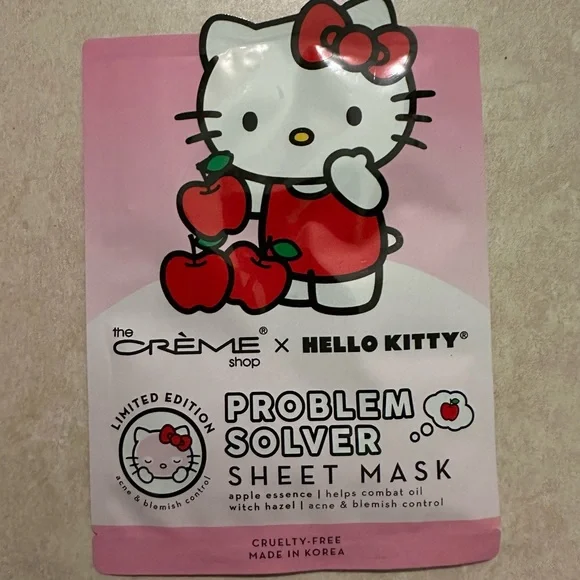 the
CRÈME® x HELLO KITTY®
shop
LIMITED EDITION
acne & blemish control
PROBLEM
SOLVER
SHEET MASK
apple essence | helps combat oil
witch hazel | acne & blemish control
CRUELTY-FREE
MADE IN KOREA